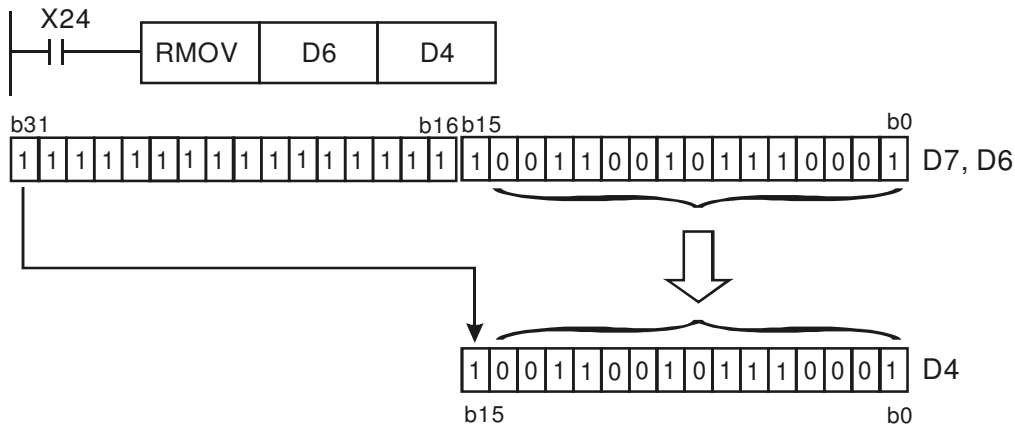 X24
RMOV D6 D4
b31 b16 b15 b0
1 1 1 1 1 1 1 1 1 1 1 1 1 1 1 1 1 0 0 1 1 0 0 1 0 1 1 1 0 0 0 1 D7, D6
1 0 0 1 1 0 0 1 0 1 1 1 0 0 0 1 D4
b15 b0